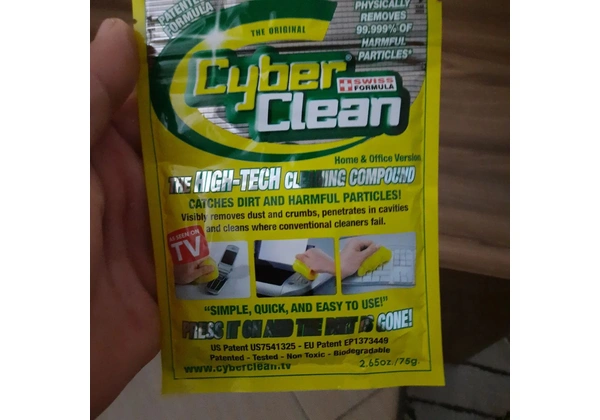 PATENTED
FORMULA
PHYSICALLY
REMOVES
99.999% OF
HARMFUL
PARTICLES*
THE ORIGINAL
Cyber®
Clean
SWISS
FORMULA
Home & Office Version
THE HIGH-TECH CLEANING COMPOUND
CATCHES DIRT AND HARMFUL PARTICLES!
Visibly removes dust and crumbs, penetrates in cavities
and cleans where conventional cleaners fail.
AS SEEN ON
TV
"SIMPLE, QUICK, AND EASY TO USE!"
PRESS IT ON AND THE DIRT IS GONE!
US Patent US7541325 - EU Patent EP1373449
Patented - Tested - Non Toxic - Biodegradable
www.cyberclean.tv
2.65oz./75g